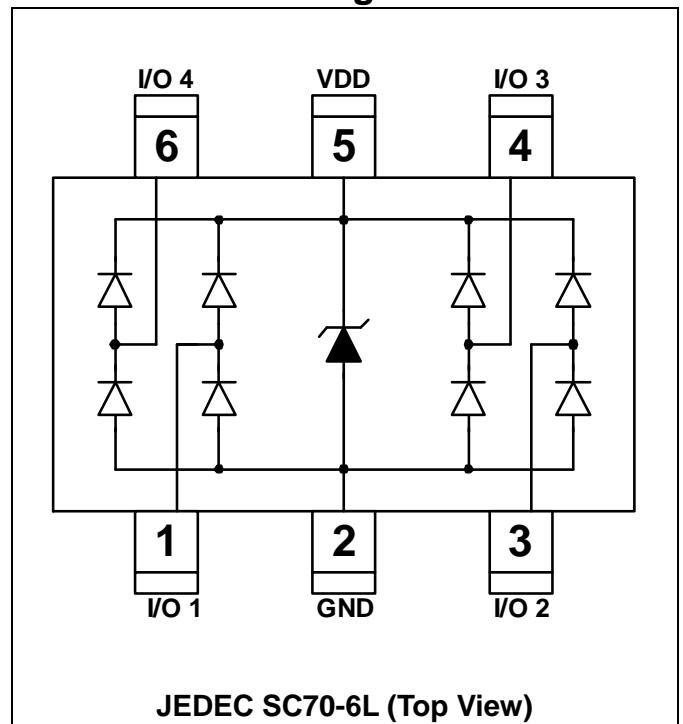 I/O 4 VDD I/O 3
6 5 4
1 2 3
I/O 1 GND I/O 2
JEDEC SC70-6L (Top View)